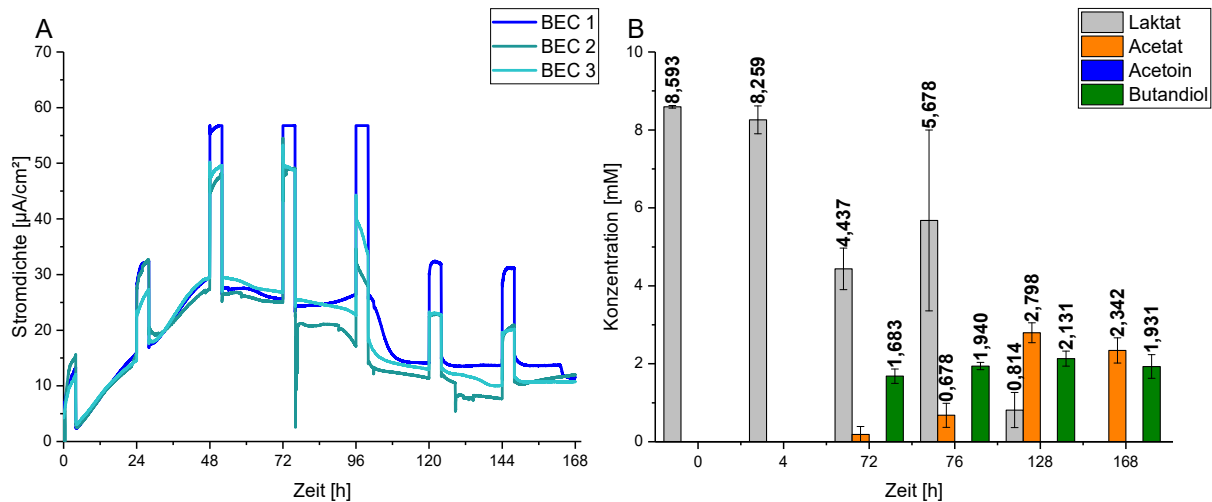 A
BEC 1
BEC 2
BEC 3
70
60
50
40
30
20
10
0
Stromdichte [µA/cm²]
0 24 48 72 96 120 144 168
Zeit [h]
B
Laktat
Acetat
Acetoin
Butandiol
10
8
6
4
2
0
Konzentration [mM]
8,593
8,259
4,437
1,683
5,678
0,678
1,940
0,814
2,798
2,131
2,342
1,931
0 4 72 76 128 168
Zeit [h]